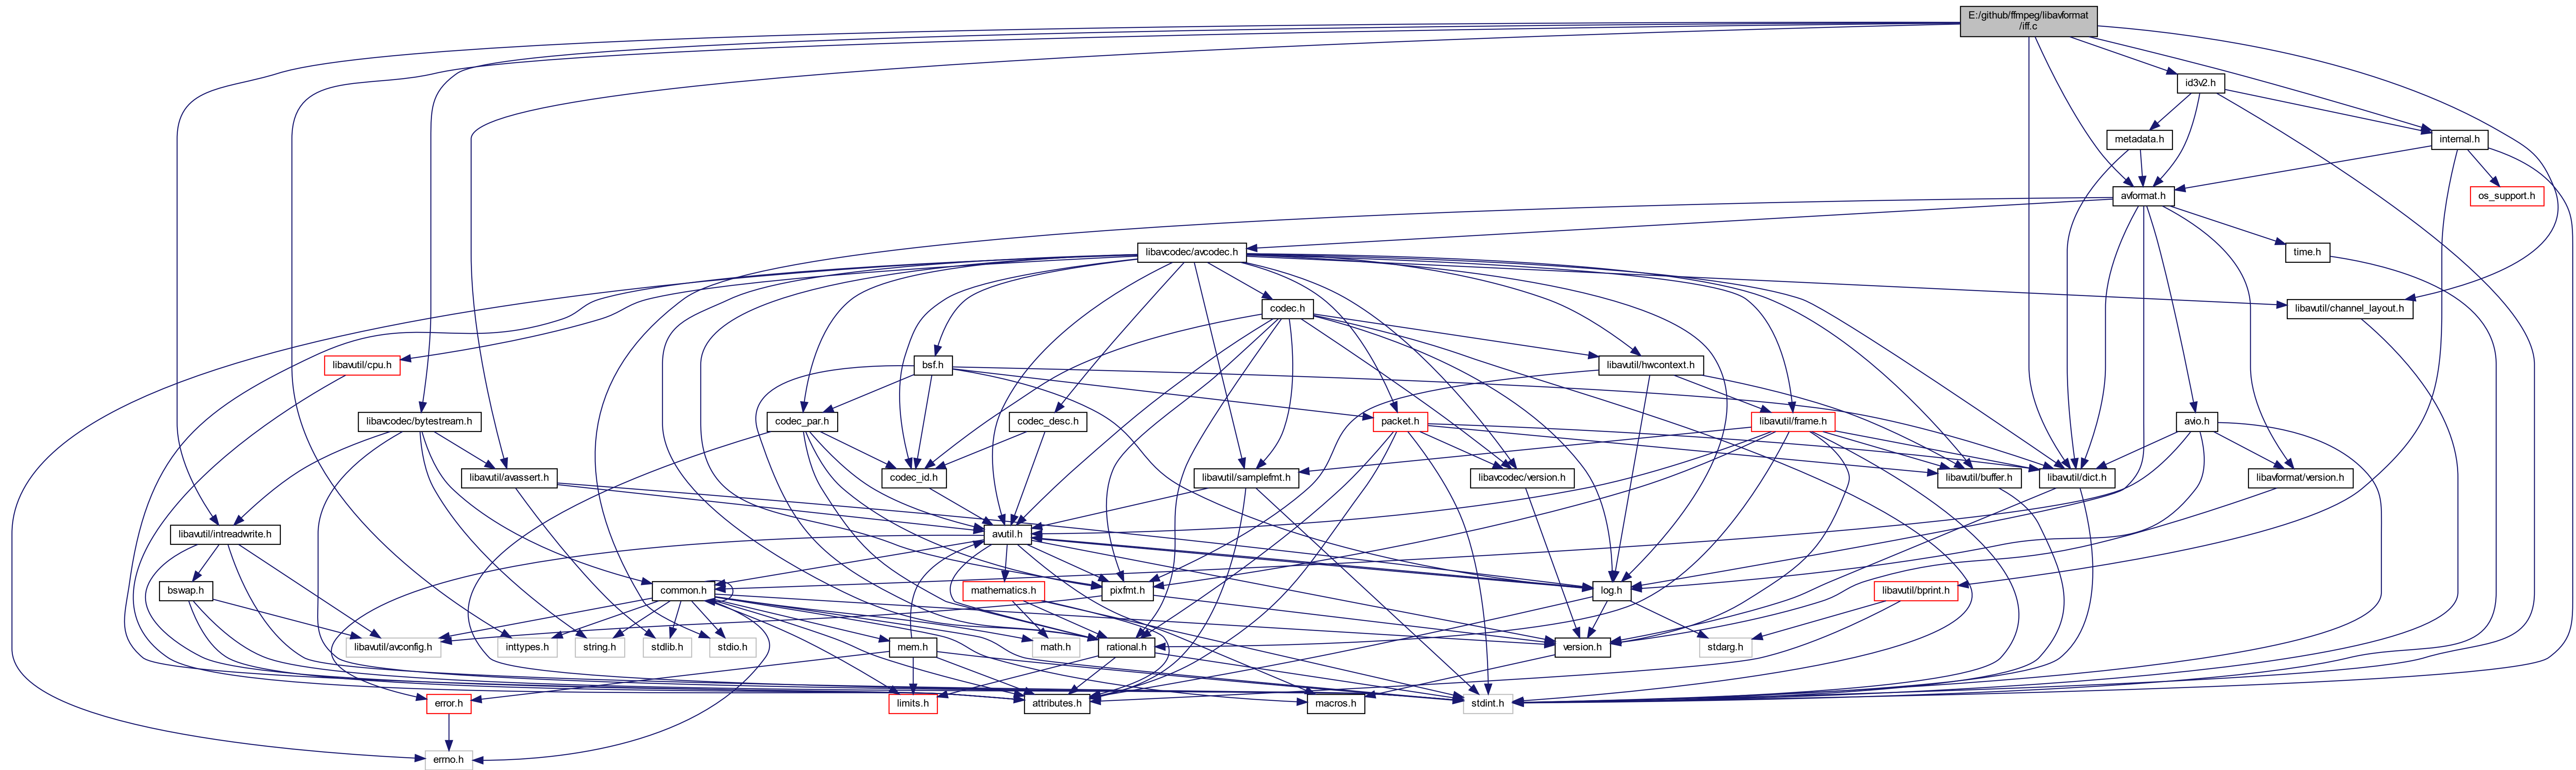 E:/github/ffmpeg/libavformat
/iff.c
id3v2.h
metadata.h
internal.h
avformat.h
os_support.h
libavcodec/avcodec.h
time.h
codec.h
libavutil/channel_layout.h
libavutil/cpu.h
bsf.h
libavutil/hwcontext.h
libavcodec/bytestream.h
codec_par.h
codec_desc.h
packet.h
libavutil/frame.h
avio.h
libavutil/avassert.h
codec_id.h
libavutil/samplefmt.h
libavcodec/version.h
libavutil/buffer.h
libavutil/dict.h
libavformat/version.h
libavutil/intreadwrite.h
avutil.h
bswap.h
common.h
mathematics.h
pixfmt.h
log.h
libavutil/bprint.h
libavutil/avconfig.h
inttypes.h
string.h
stdlib.h
stdio.h
mem.h
math.h
rational.h
version.h
stdarg.h
error.h
limits.h
attributes.h
macros.h
stdint.h
errno.h